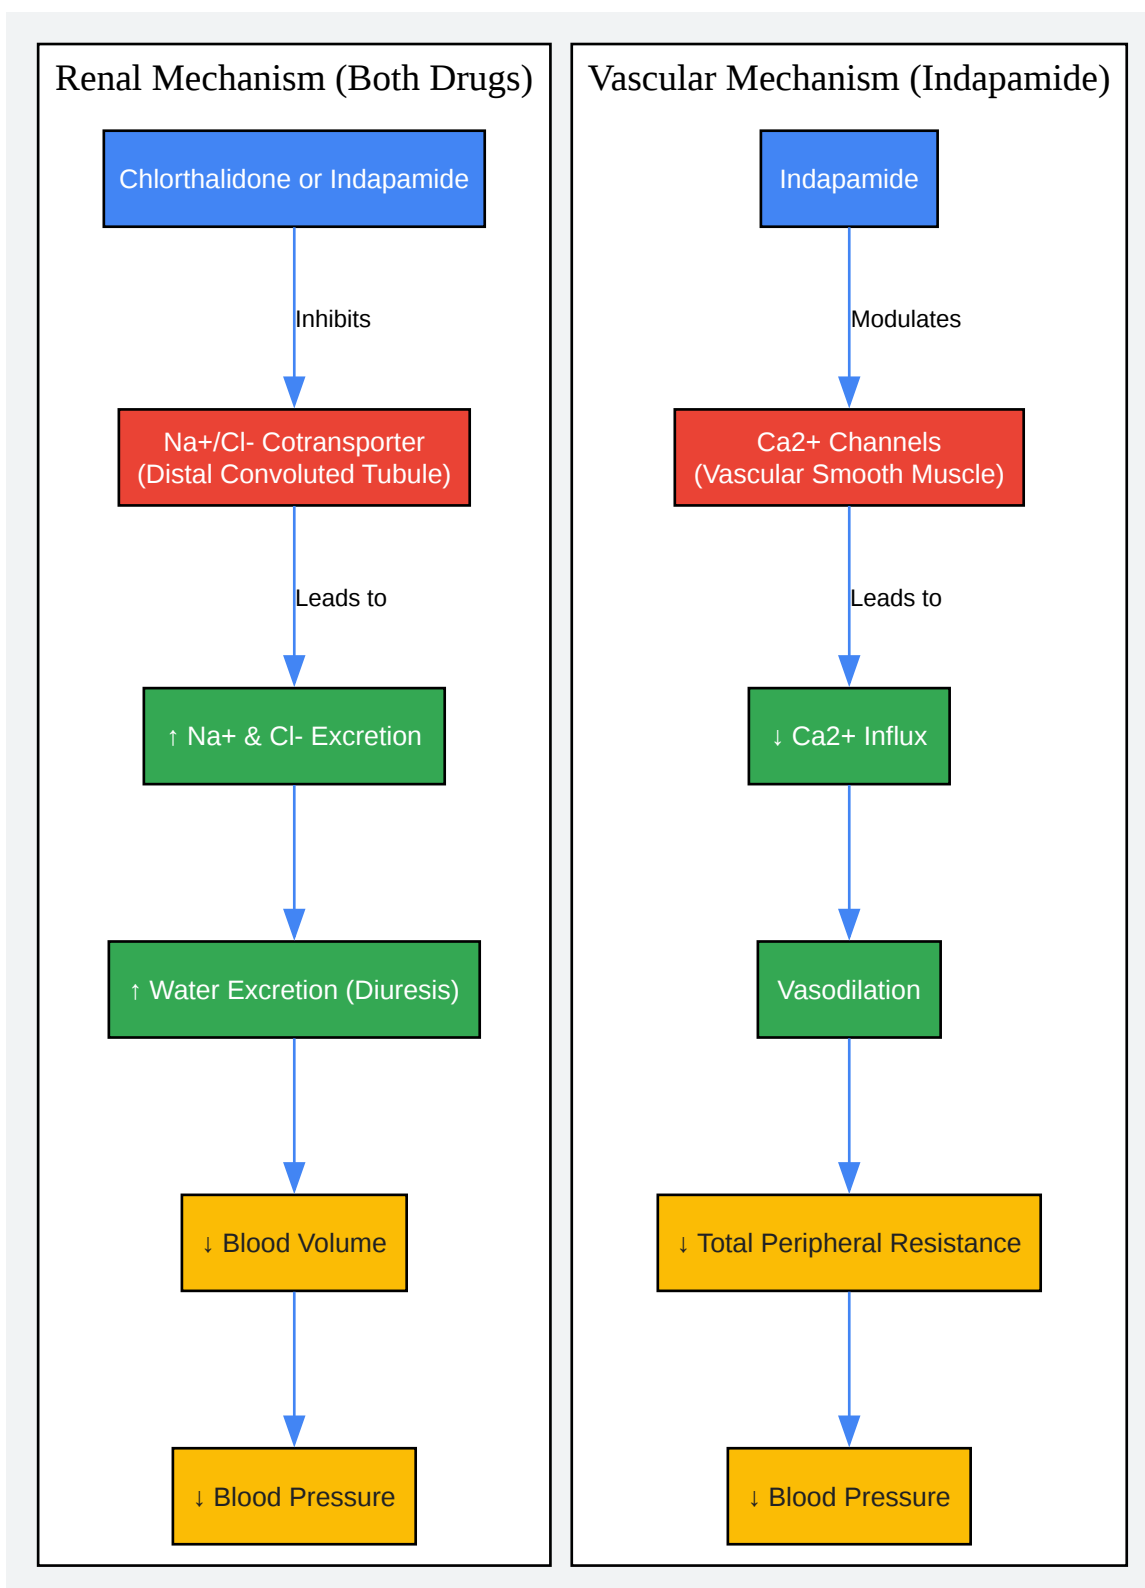 Renal Mechanism (Both Drugs)
Chlorthalidone or Indapamide
Inhibits
Na+/Cl- Cotransporter
(Distal Convoluted Tubule)
Leads to
↑ Na+ & Cl- Excretion
↑ Water Excretion (Diuresis)
↓ Blood Volume
↓ Blood Pressure
Vascular Mechanism (Indapamide)
Indapamide
Modulates
Ca2+ Channels
(Vascular Smooth Muscle)
Leads to
↓ Ca2+ Influx
Vasodilation
↓ Total Peripheral Resistance
↓ Blood Pressure